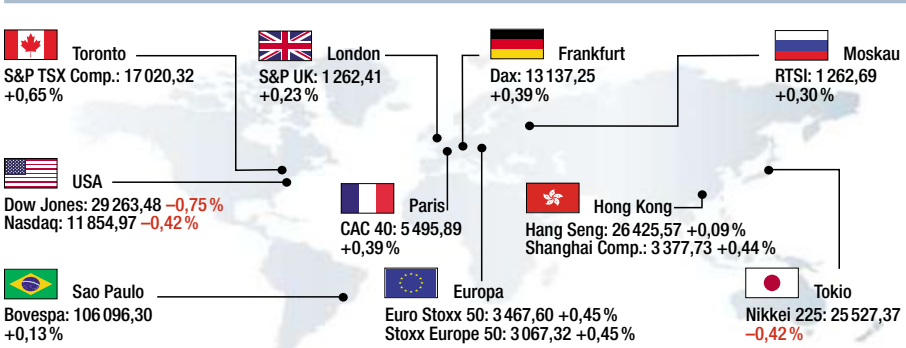 Toronto
S&P TSX Comp.: 17 020,32
+0,65 %
London
S&P UK: 1 262,41
+0,23 %
Frankfurt
Dax: 13 137,25
+0,39 %
Moskau
RTSI: 1 262,69
+0,30 %
USA
Dow Jones: 29 263,48 –0,75 %
Nasdaq: 11 854,97 –0,42 %
Paris
CAC 40: 5 495,89
+0,39 %
Hong Kong
Hang Seng: 26 425,57 +0,09 %
Shanghai Comp.: 3 377,73 +0,44 %
Sao Paulo
Bovespa: 106 096,30
+0,13 %
Europa
Euro Stoxx 50: 3 467,60 +0,45 %
Stoxx Europe 50: 3 067,32 +0,45 %
Tokio
Nikkei 225: 25 527,37
–0,42 %